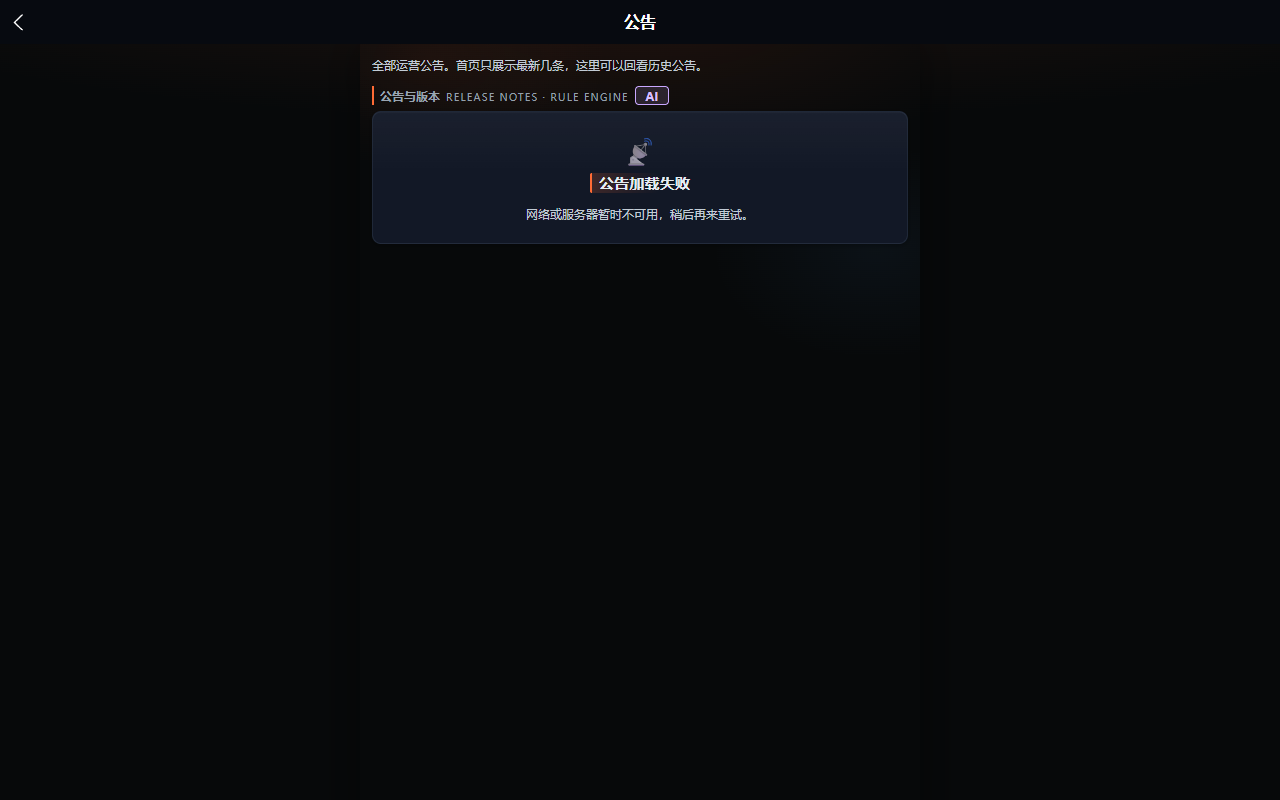 公告
全部运营公告。首页只展示最新几条，这里可以回看历史公告。
公告与版本 RELEASE NOTES · RULE ENGINE AI
公告加载失败
网络或服务器暂时不可用，稍后再来重试。